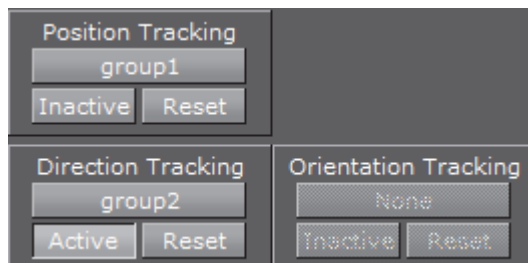 Position Tracking
group1
Inactive Reset
Direction Tracking
group2
Active Reset
Orientation Tracking
None
Inactive Reset